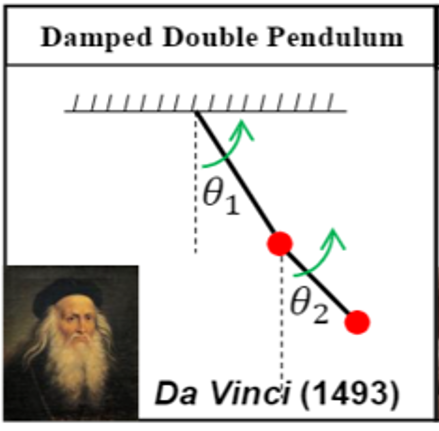 Damped Double Pendulum
θ₁
θ₂
Da Vinci (1493)